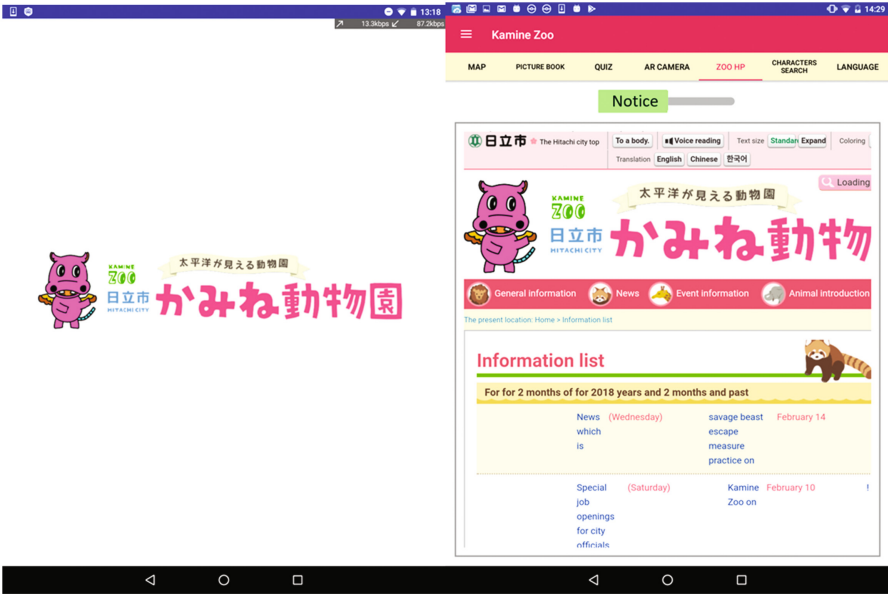 13:18
13.3kbps 87.2kbps
KAMINE
ZOO
日立市
HITACHI CITY
太平洋が見える動物園
かみね動物園
14:29
Kamine Zoo
MAP PICTURE BOOK QUIZ AR CAMERA ZOO HP CHARACTERS SEARCH LANGUAGE
Notice
日立市 The Hitachi city top To a body. Voice reading Text size Standard Expand Coloring
Translation English Chinese 한국어
Loading
KAMINE
ZOO
日立市
HITACHI CITY
太平洋が見える動物園
かみね動物
General information News Event information Animal introduction
The present location: Home > Information list
Information list
For for 2 months of for 2018 years and 2 months and past
News which is (Wednesday) savage beast escape measure practice on February 14
Special job openings for city officials (Saturday) Kamine Zoo on February 10 !